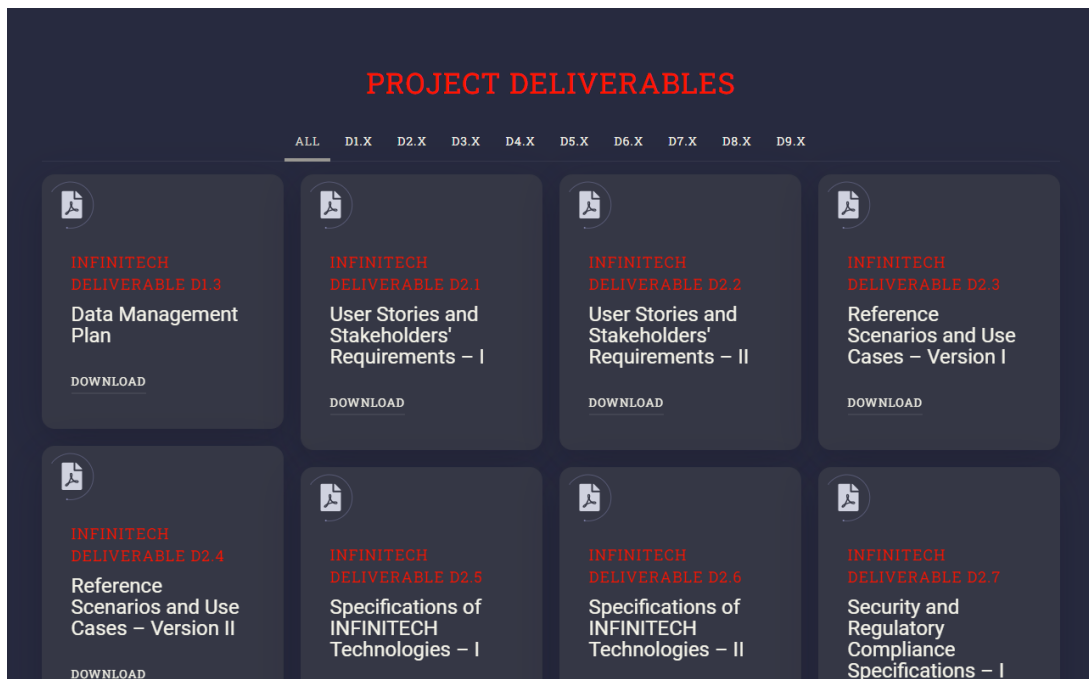 PROJECT DELIVERABLES
ALL D1.X D2.X D3.X D4.X D5.X D6.X D7.X D8.X D9.X
INFINITECH
DELIVERABLE D1.3
Data Management
Plan
DOWNLOAD
INFINITECH
DELIVERABLE D2.1
User Stories and
Stakeholders'
Requirements – I
DOWNLOAD
INFINITECH
DELIVERABLE D2.2
User Stories and
Stakeholders'
Requirements – II
DOWNLOAD
INFINITECH
DELIVERABLE D2.3
Reference
Scenarios and Use
Cases – Version I
DOWNLOAD
INFINITECH
DELIVERABLE D2.4
Reference
Scenarios and Use
Cases – Version II
DOWNLOAD
INFINITECH
DELIVERABLE D2.5
Specifications of
INFINITECH
Technologies – I
INFINITECH
DELIVERABLE D2.6
Specifications of
INFINITECH
Technologies – II
INFINITECH
DELIVERABLE D2.7
Security and
Regulatory
Compliance
Specifications – I